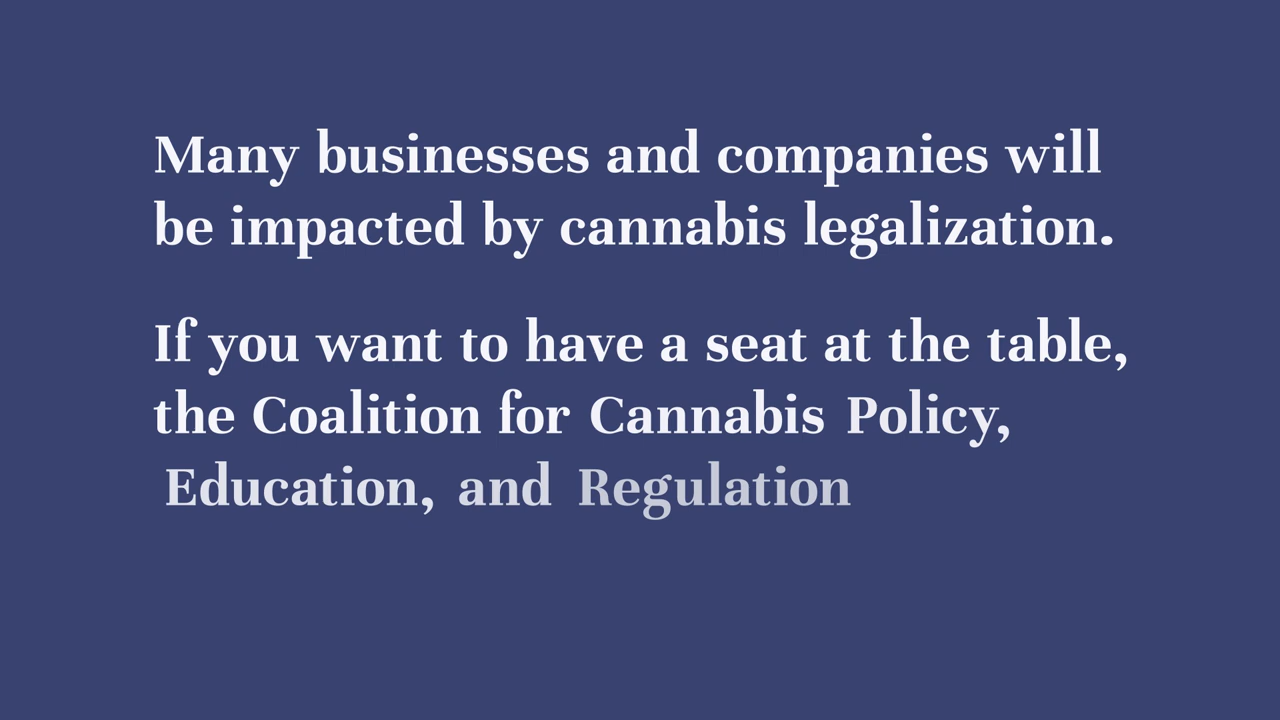 Many businesses and companies will
be impacted by cannabis legalization.
If you want to have a seat at the table,
the Coalition for Cannabis Policy,
Education, and Regulation